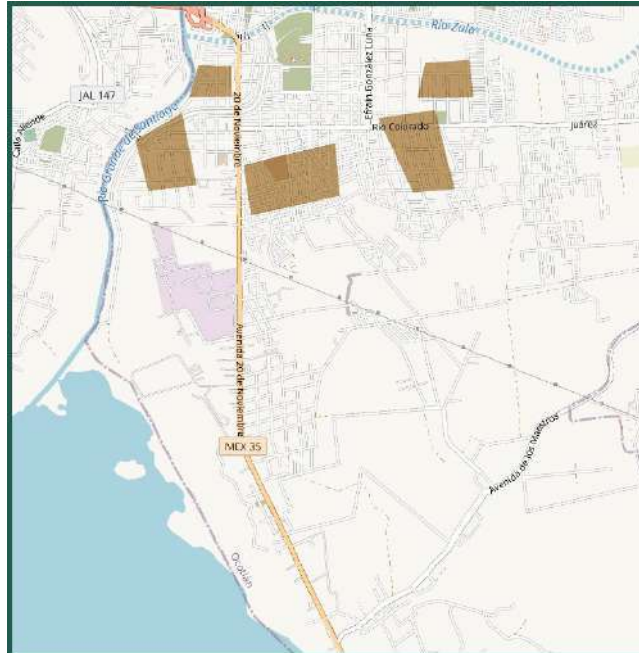 Río Zula
Efraín González Luna
JAL 147
Calle Allende
Río Grande de Santiago
20 de Noviembre
Río Colorado
Juárez
Avenida 20 de Noviembre
MEX 35
Avenida de los Maestros
Ocotlán